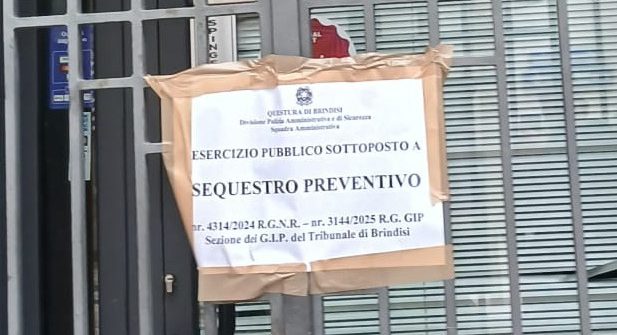 SPINGE
QUESTURA DI BRINDISI
Divisione Polizia Amministrativa e di Sicurezza
Squadra Amministrativa
ESERCIZIO PUBBLICO SOTTOPOSTO A
SEQUESTRO PREVENTIVO
nr. 4314/2024 R.G.N.R. – nr. 3144/2025 R.G. GIP
Sezione dei G.I.P. del Tribunale di Brindisi